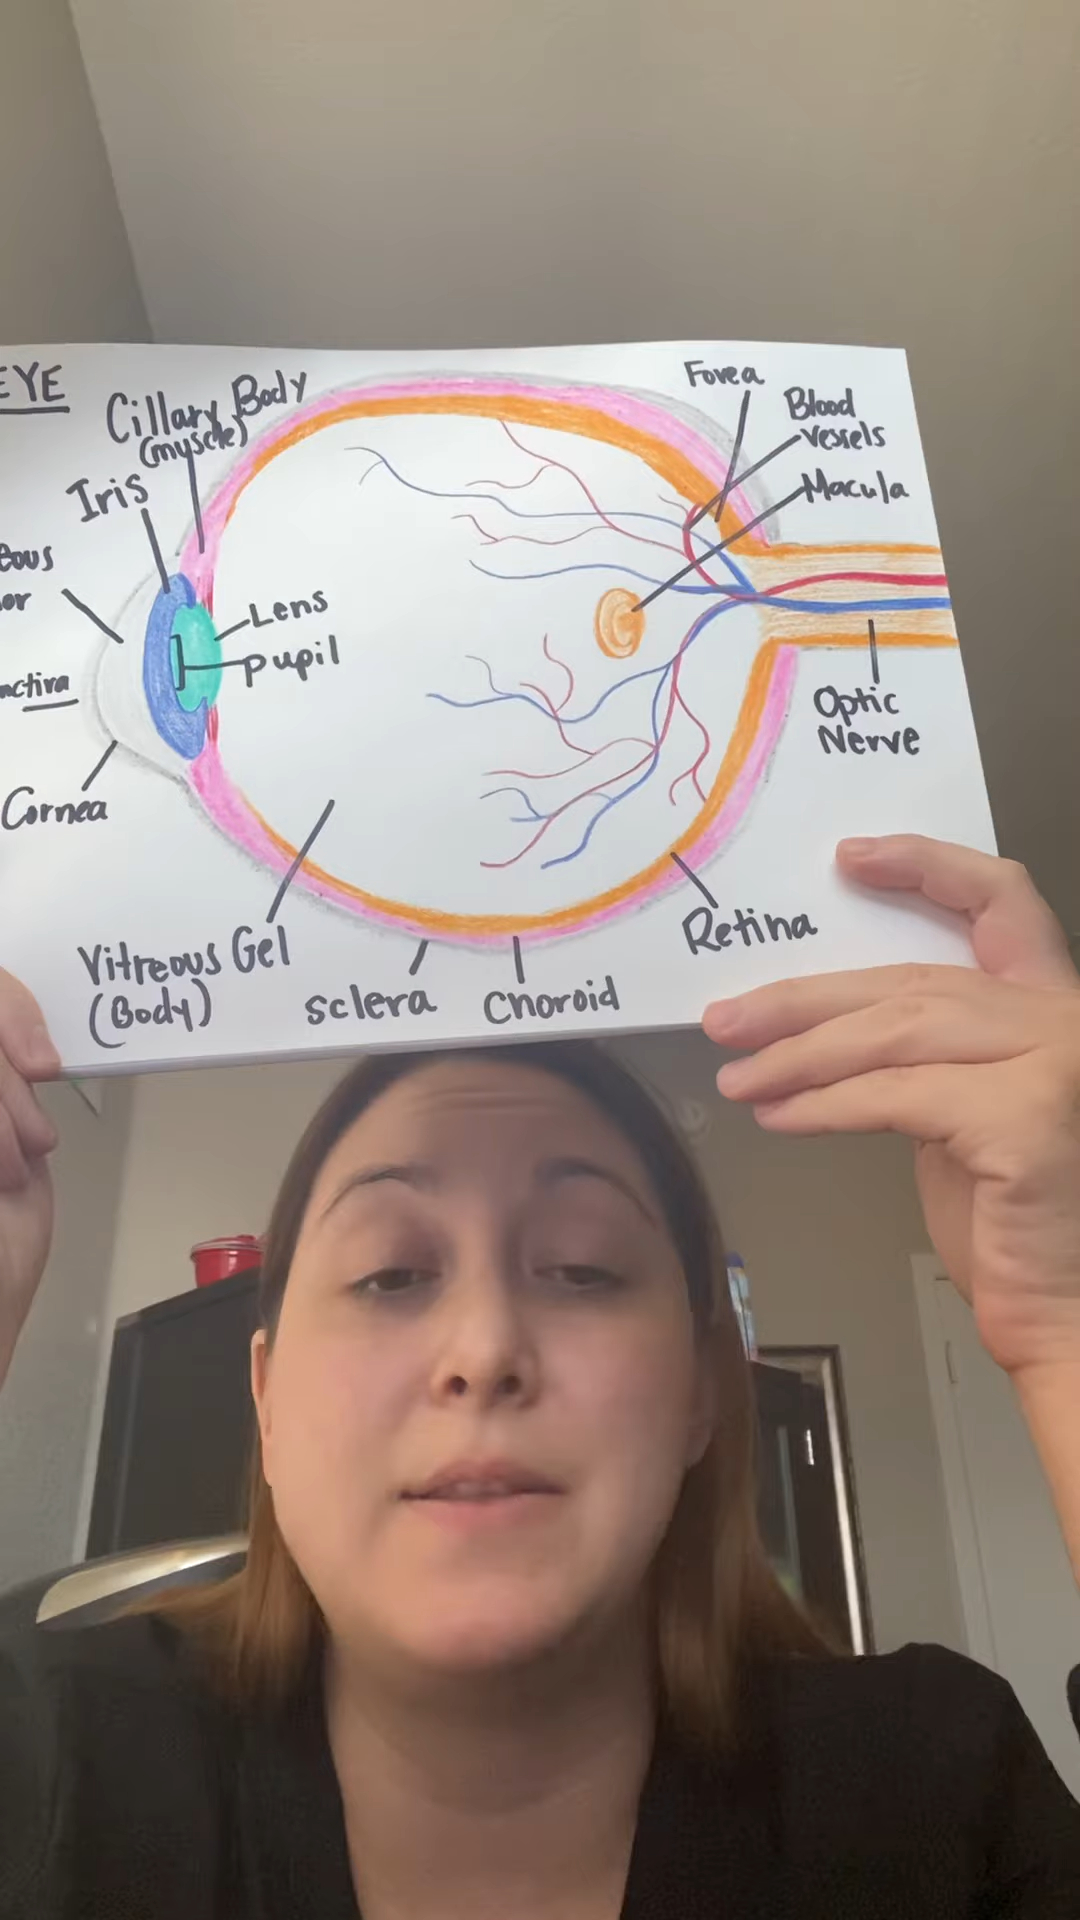 EYE
Cillary Body
(muscle)
Iris
Fovea
Blood
vessels
Macula
Lens
pupil
Cornea
Optic
Nerve
Vitreous Gel
(Body)
sclera
Choroid
Retina